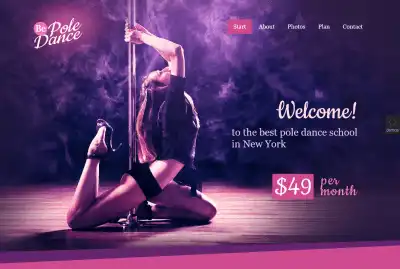 Be Pole
Dance
Start About Photos Plan Contact
Welcome!
to the best pole dance school
in New York
$49 per
month